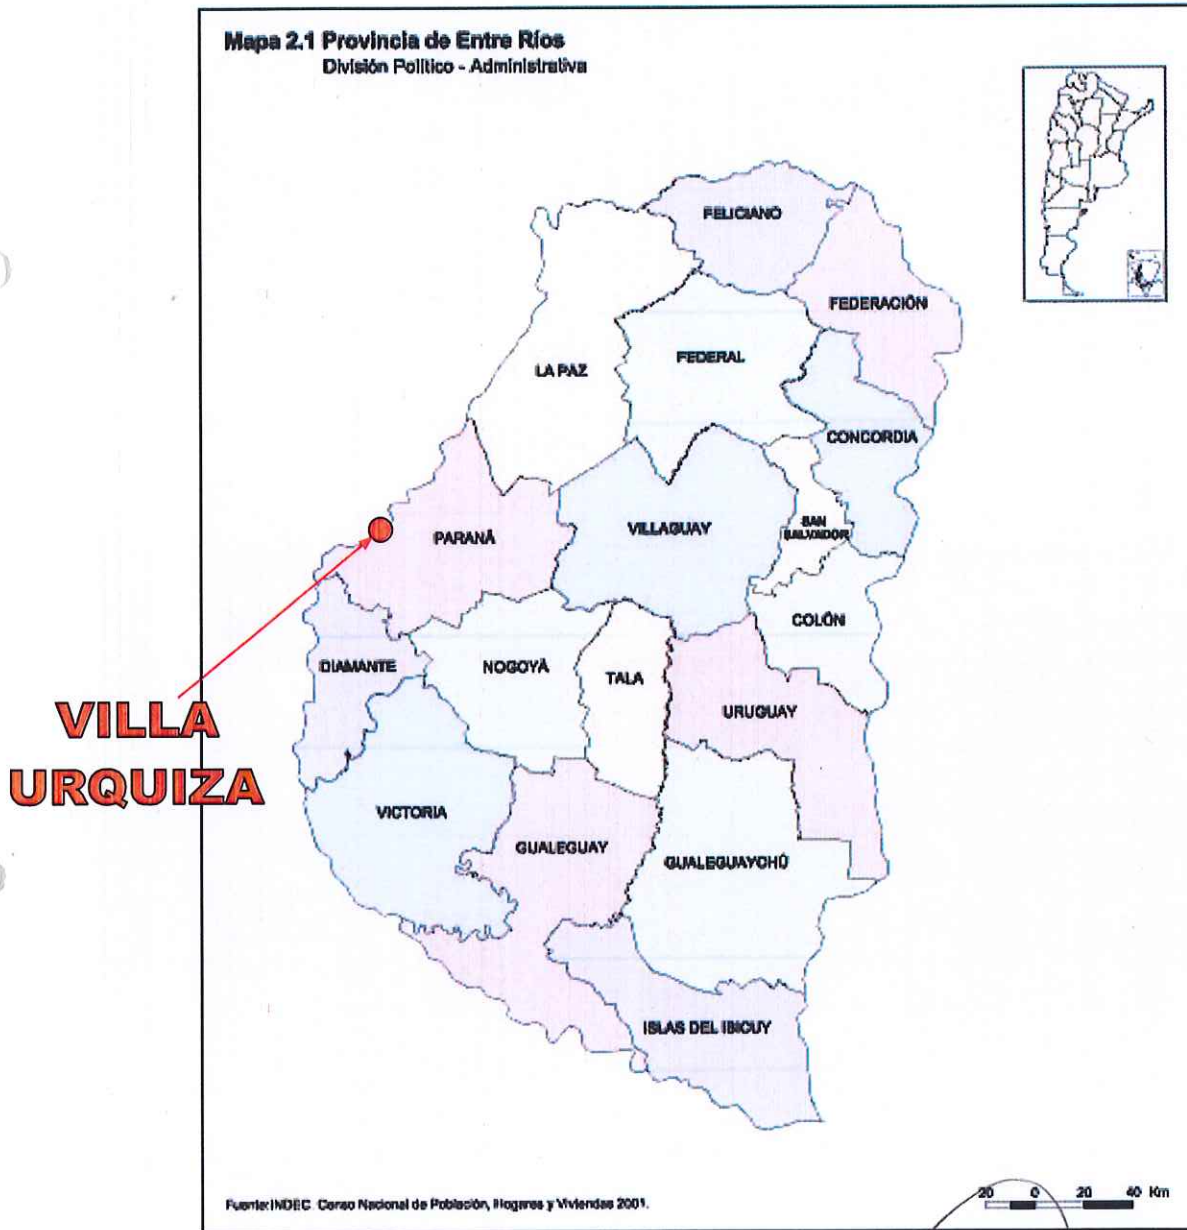 Mapa 2.1 Provincia de Entre Ríos
División Político - Administrativa
FELICIANO
FEDERACIÓN
FEDERAL
LA PAZ
CONCORDIA
SAN
SALVADOR
VILLAGUAY
PARANÁ
COLÓN
DIAMANTE
NOGOYÁ
TALA
URUGUAY
VILLA
URQUIZA
VICTORIA
GUALEGUAY
GUALEGUAYCHÚ
ISLAS DEL IBICUY
Fuente: INDEC. Censo Nacional de Población, Hogares y Viviendas 2001.
20 0 20 40 Km